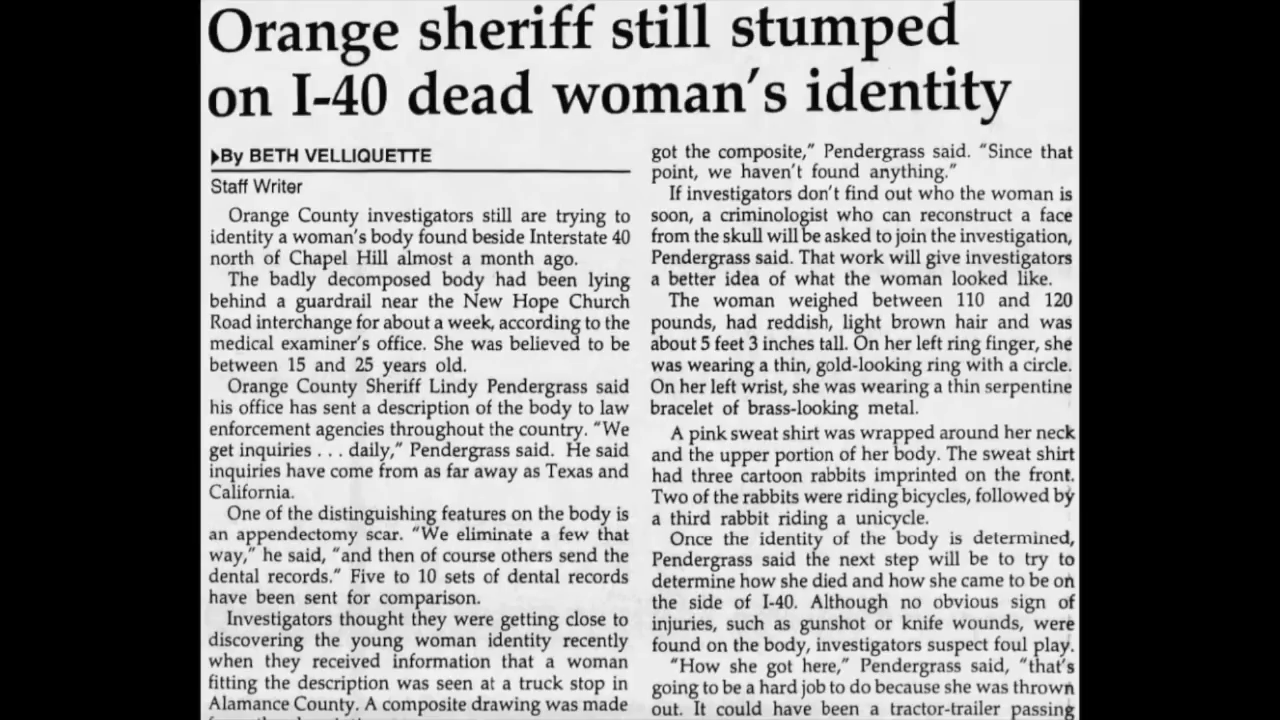 Orange sheriff still stumped
on I-40 dead woman's identity
▸By BETH VELLIQUETTE
Staff Writer
Orange County investigators still are trying to
identity a woman's body found beside Interstate 40
north of Chapel Hill almost a month ago.
The badly decomposed body had been lying
behind a guardrail near the New Hope Church
Road interchange for about a week, according to the
medical examiner's office. She was believed to be
between 15 and 25 years old.
Orange County Sheriff Lindy Pendergrass said
his office has sent a description of the body to law
enforcement agencies throughout the country. "We
get inquiries . . . daily," Pendergrass said. He said
inquiries have come from as far away as Texas and
California.
One of the distinguishing features on the body is
an appendectomy scar. "We eliminate a few that
way," he said, "and then of course others send the
dental records." Five to 10 sets of dental records
have been sent for comparison.
Investigators thought they were getting close to
discovering the young woman identity recently
when they received information that a woman
fitting the description was seen at a truck stop in
Alamance County. A composite drawing was made
got the composite," Pendergrass said. "Since that
point, we haven't found anything."
If investigators don't find out who the woman is
soon, a criminologist who can reconstruct a face
from the skull will be asked to join the investigation,
Pendergrass said. That work will give investigators
a better idea of what the woman looked like.
The woman weighed between 110 and 120
pounds, had reddish, light brown hair and was
about 5 feet 3 inches tall. On her left ring finger, she
was wearing a thin, gold-looking ring with a circle.
On her left wrist, she was wearing a thin serpentine
bracelet of brass-looking metal.
A pink sweat shirt was wrapped around her neck
and the upper portion of her body. The sweat shirt
had three cartoon rabbits imprinted on the front.
Two of the rabbits were riding bicycles, followed by
a third rabbit riding a unicycle.
Once the identity of the body is determined,
Pendergrass said the next step will be to try to
determine how she died and how she came to be on
the side of I-40. Although no obvious sign of
injuries, such as gunshot or knife wounds, were
found on the body, investigators suspect foul play.
"How she got here," Pendergrass said, "that's
going to be a hard job to do because she was thrown
out. It could have been a tractor-trailer passing